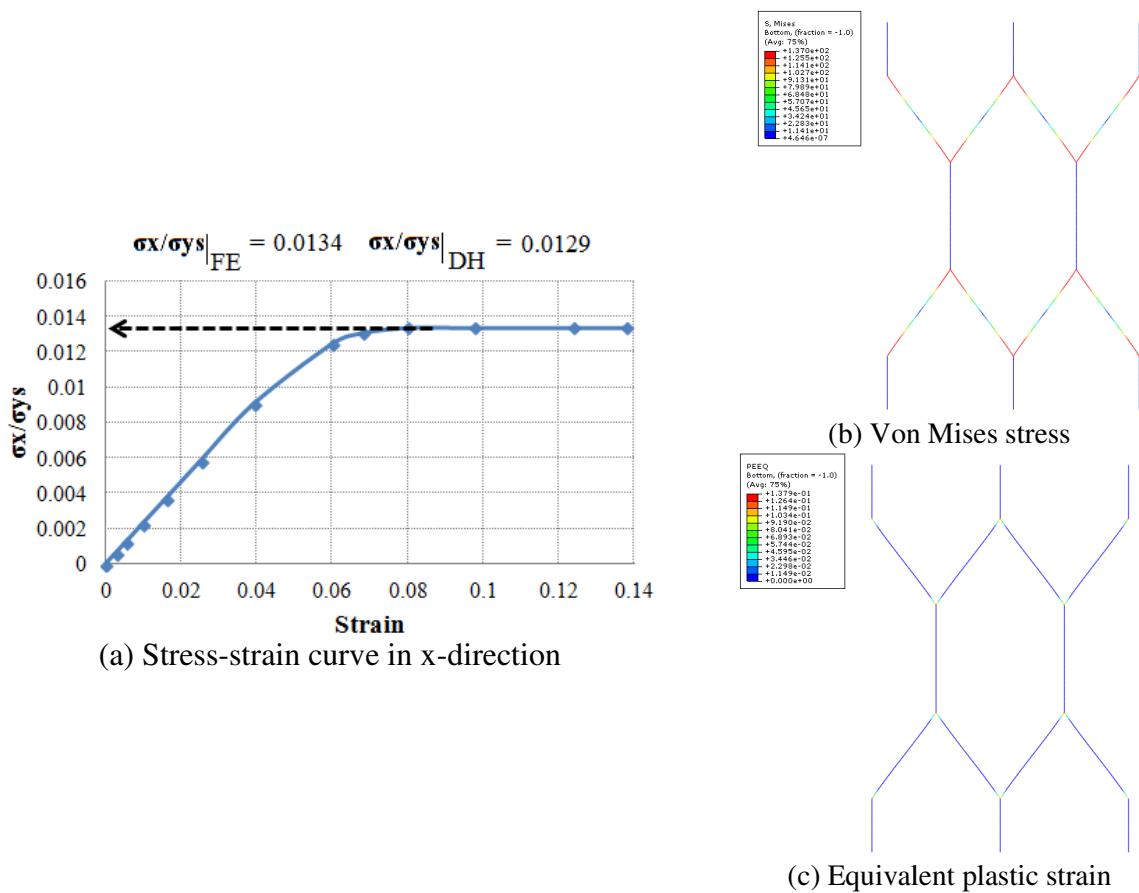 σx/σys|FE = 0.0134 σx/σys|DH = 0.0129
0.016
0.014
0.012
0.01
0.008
0.006
0.004
0.002
0
σx/σys
0 0.02 0.04 0.06 0.08 0.1 0.12 0.14
Strain
(a) Stress-strain curve in x-direction
S, Mises
Bottom, (fraction = -1.0)
(Avg: 75%)
+1.370e+02
+1.255e+02
+1.141e+02
+1.027e+02
+9.131e+01
+7.989e+01
+6.848e+01
+5.707e+01
+4.565e+01
+3.424e+01
+2.283e+01
+1.141e+01
+4.646e-07
(b) Von Mises stress
PEEQ
Bottom, (fraction = -1.0)
(Avg: 75%)
+1.379e-01
+1.264e-01
+1.149e-01
+1.034e-01
+9.190e-02
+8.041e-02
+6.893e-02
+5.744e-02
+4.595e-02
+3.446e-02
+2.298e-02
+1.149e-02
+0.000e+00
(c) Equivalent plastic strain